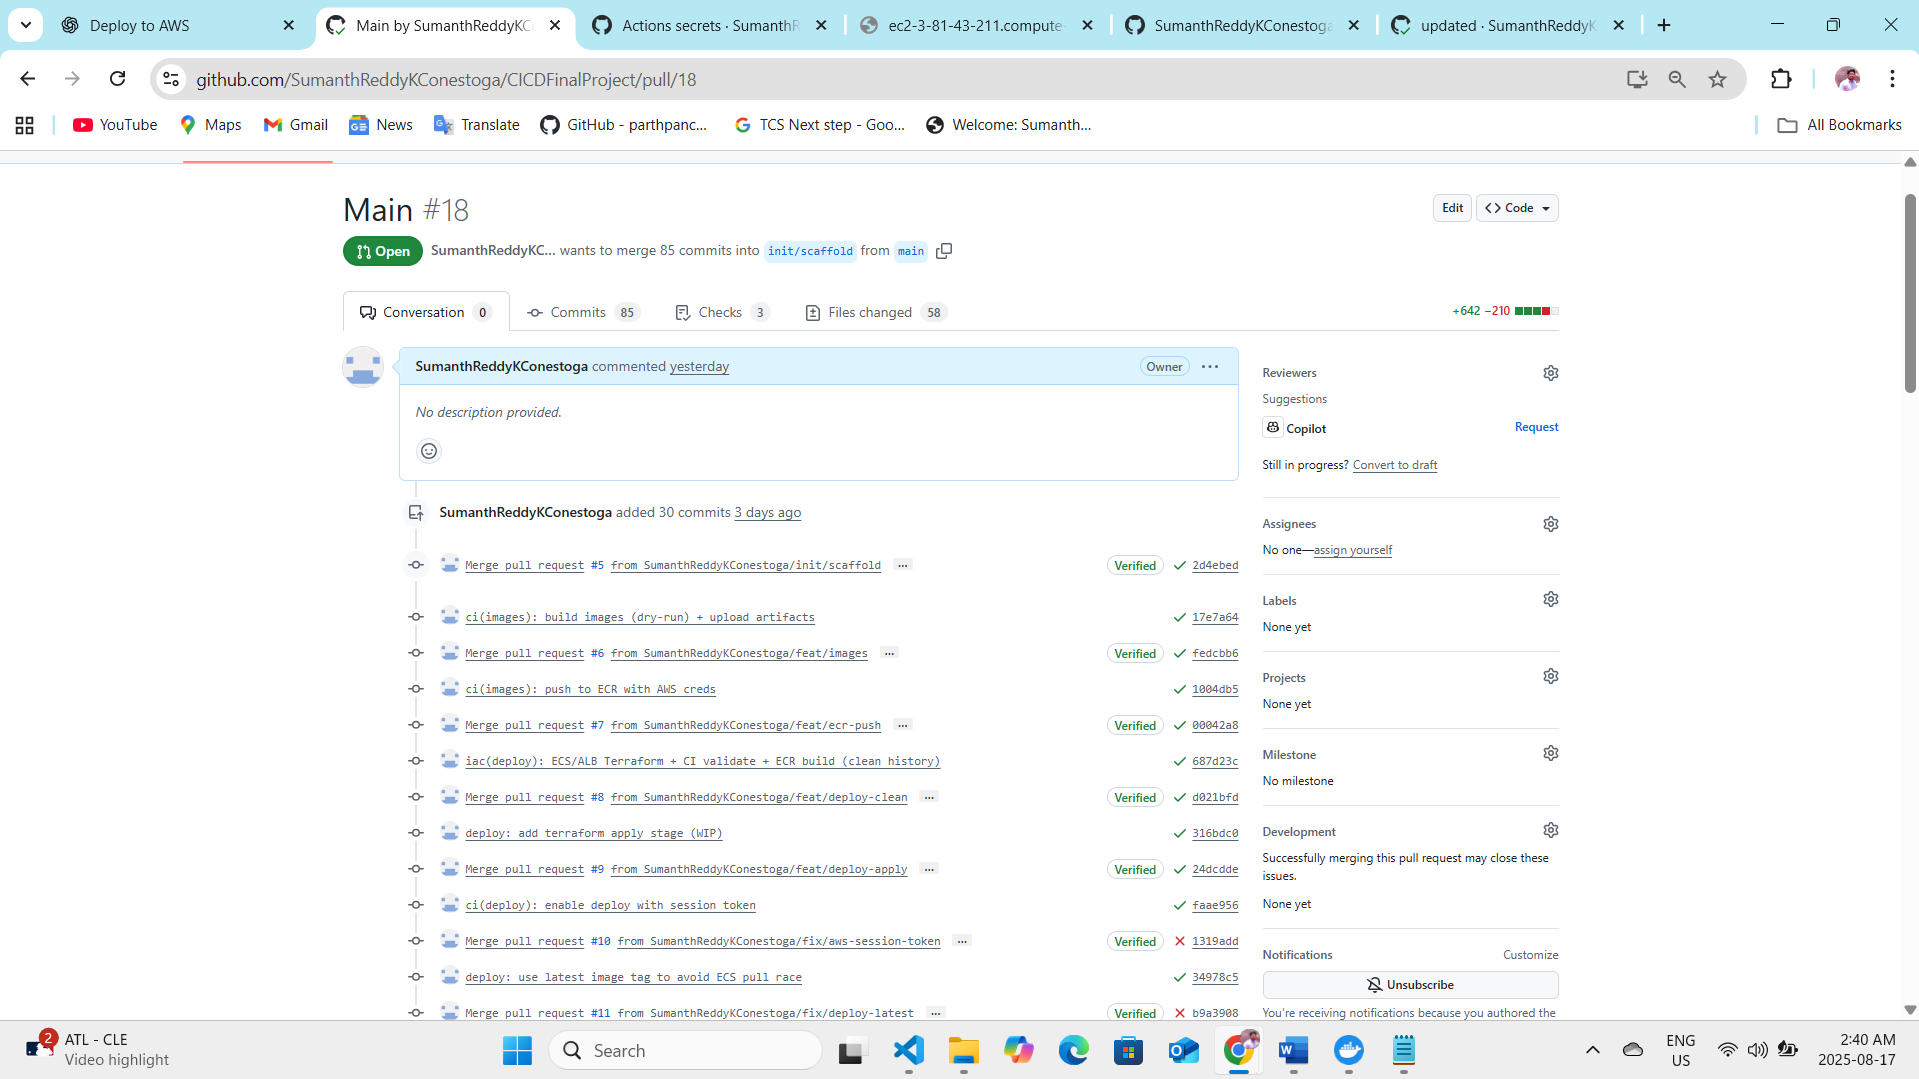 Deploy to AWS
Main by SumanthReddyKC
Actions secrets · SumanthR
ec2-3-81-43-211.compute-
SumanthReddyKConestoga
updated · SumanthReddyK
github.com/SumanthReddyKConestoga/CICDFinalProject/pull/18
YouTube
Maps
Gmail
News
Translate
GitHub - parthpanc...
TCS Next step - Goo...
Welcome: Sumanth...
All Bookmarks
Main #18
Edit
Code
Open
SumanthReddyKC... wants to merge 85 commits into init/scaffold from main
Conversation 0
Commits 85
Checks 3
Files changed 58
+642 −210
SumanthReddyKConestoga commented yesterday
Owner
No description provided.
SumanthReddyKConestoga added 30 commits 3 days ago
Merge pull request #5 from SumanthReddyKConestoga/init/scaffold ... Verified 2d4ebed
ci(images): build images (dry-run) + upload artifacts 17e7a64
Merge pull request #6 from SumanthReddyKConestoga/feat/images ... Verified fedcbb6
ci(images): push to ECR with AWS creds 1004db5
Merge pull request #7 from SumanthReddyKConestoga/feat/ecr-push ... Verified 00042a8
iac(deploy): ECS/ALB Terraform + CI validate + ECR build (clean history) 687d23c
Merge pull request #8 from SumanthReddyKConestoga/feat/deploy-clean ... Verified d021bfd
deploy: add terraform apply stage (WIP) 316bdc0
Merge pull request #9 from SumanthReddyKConestoga/feat/deploy-apply ... Verified 24dcdde
ci(deploy): enable deploy with session token faae956
Merge pull request #10 from SumanthReddyKConestoga/fix/aws-session-token ... Verified 1319add
deploy: use latest image tag to avoid ECS pull race 34978c5
Merge pull request #11 from SumanthReddyKConestoga/fix/deploy-latest ... Verified b9a3908
Reviewers
Suggestions
Copilot
Request
Still in progress? Convert to draft
Assignees
No one—assign yourself
Labels
None yet
Projects
None yet
Milestone
No milestone
Development
Successfully merging this pull request may close these
issues.
None yet
Notifications
Customize
Unsubscribe
You're receiving notifications because you authored the
2
ATL - CLE
Video highlight
Search
ENG
US
2:40 AM
2025-08-17